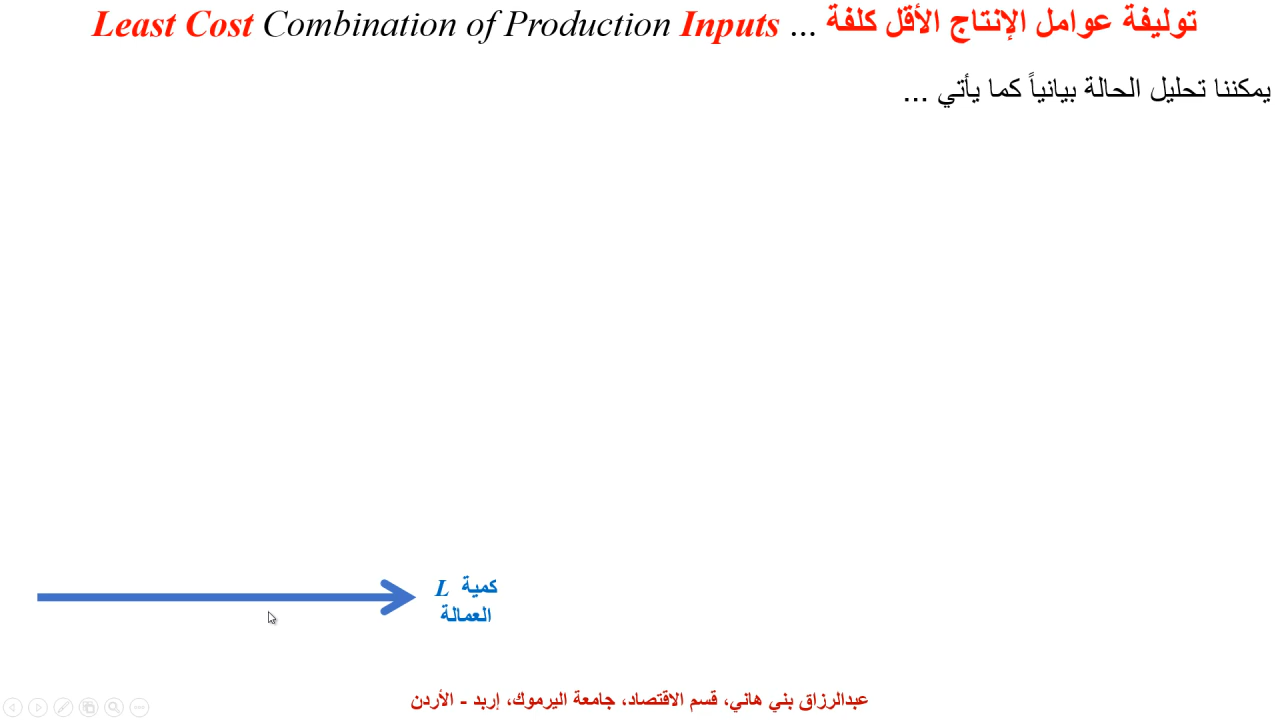 توليفة عوامل الإنتاج الأقل كلفة ... Least Cost Combination of Production Inputs
يمكننا تحليل الحالة بيانياً كما يأتي ...
كمية L
العمالة
عبدالرزاق بني هاني، قسم الاقتصاد، جامعة اليرموك، إربد - الأردن